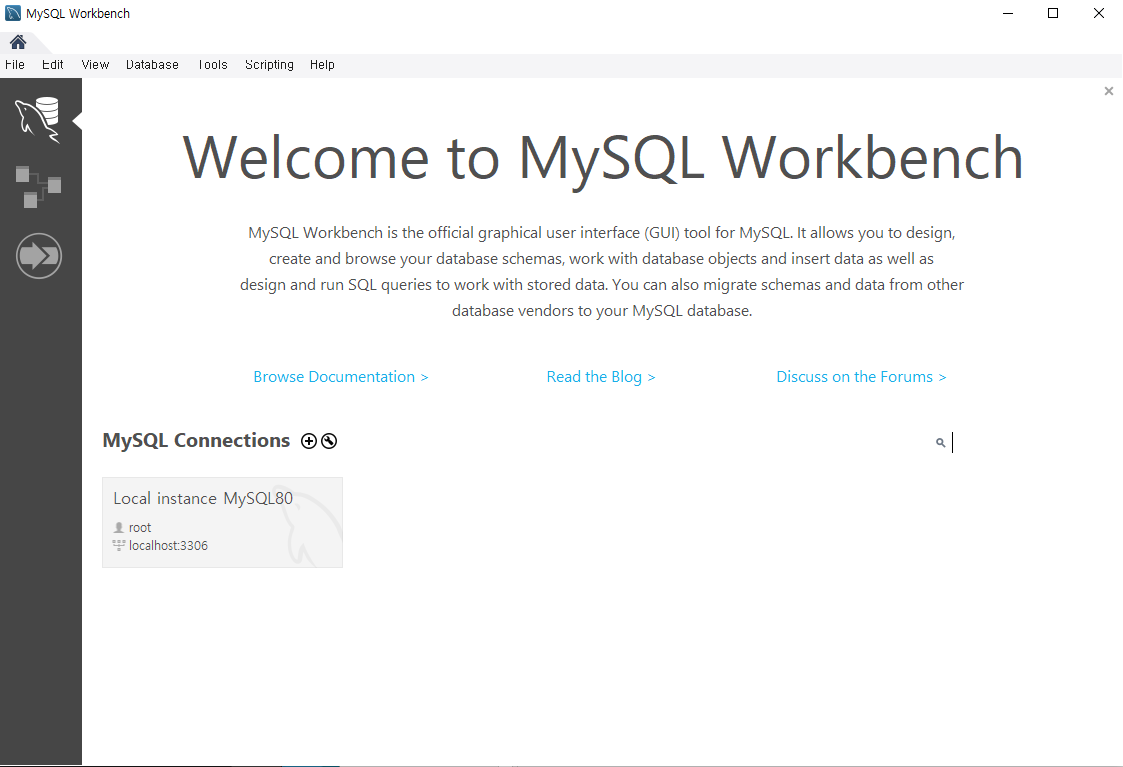 MySQL Workbench
File Edit View Database Tools Scripting Help
Welcome to MySQL Workbench
MySQL Workbench is the official graphical user interface (GUI) tool for MySQL. It allows you to design,
create and browse your database schemas, work with database objects and insert data as well as
design and run SQL queries to work with stored data. You can also migrate schemas and data from other
database vendors to your MySQL database.
Browse Documentation > Read the Blog > Discuss on the Forums >
MySQL Connections
Local instance MySQL80
root
localhost:3306